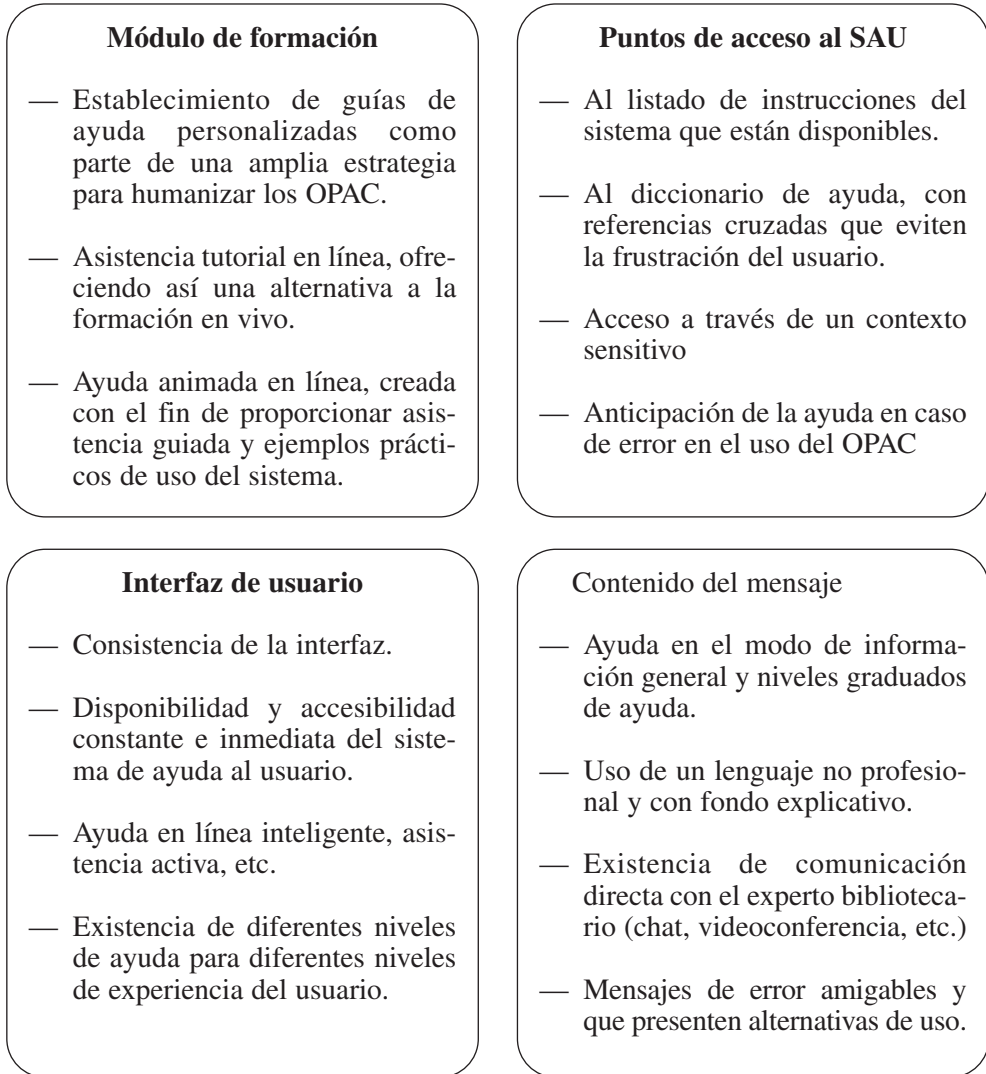 Módulo de formación
— Establecimiento de guías de
ayuda personalizadas como
parte de una amplia estrategia
para humanizar los OPAC.
— Asistencia tutorial en línea, ofre-
ciendo así una alternativa a la
formación en vivo.
— Ayuda animada en línea, creada
con el fin de proporcionar asis-
tencia guiada y ejemplos prácti-
cos de uso del sistema.
Puntos de acceso al SAU
— Al listado de instrucciones del
sistema que están disponibles.
— Al diccionario de ayuda, con
referencias cruzadas que eviten
la frustración del usuario.
— Acceso a través de un contexto
sensitivo
— Anticipación de la ayuda en caso
de error en el uso del OPAC
Interfaz de usuario
— Consistencia de la interfaz.
— Disponibilidad y accesibilidad
constante e inmediata del siste-
ma de ayuda al usuario.
— Ayuda en línea inteligente, asis-
tencia activa, etc.
— Existencia de diferentes niveles
de ayuda para diferentes niveles
de experiencia del usuario.
Contenido del mensaje
— Ayuda en el modo de informa-
ción general y niveles graduados
de ayuda.
— Uso de un lenguaje no profesio-
nal y con fondo explicativo.
— Existencia de comunicación
directa con el experto biblioteca-
rio (chat, videoconferencia, etc.)
— Mensajes de error amigables y
que presenten alternativas de uso.